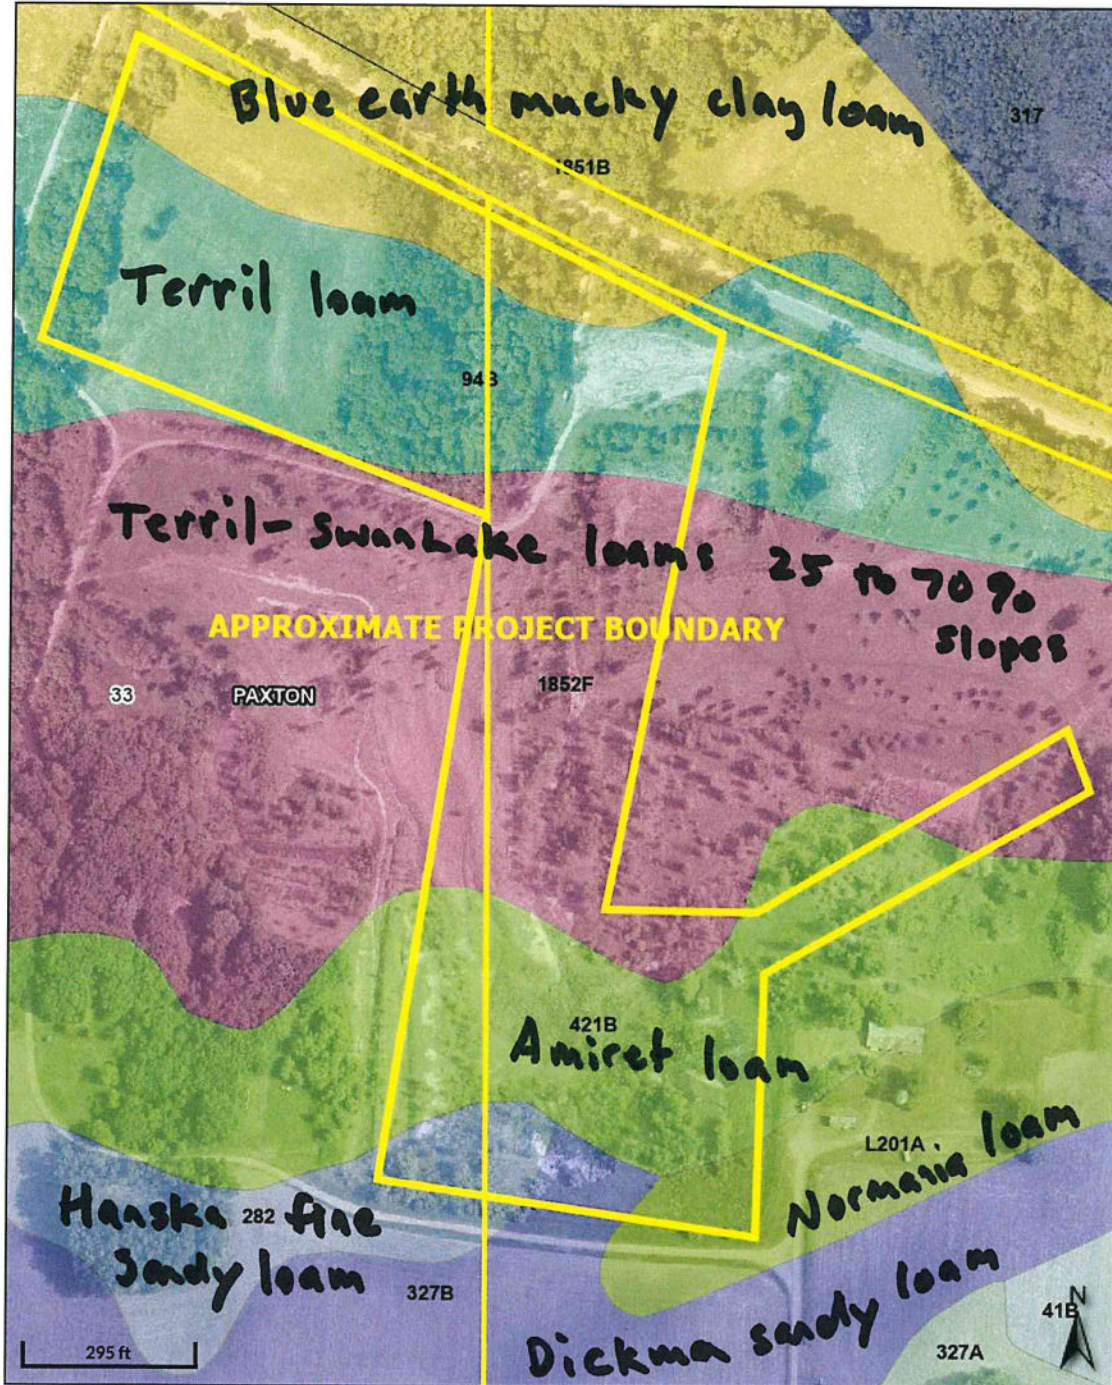 Blue earth mucky clay loam
317
1851B
Terril loam
94B
Terril-SwanLake loams 25 to 70%
slopes
APPROXIMATE PROJECT BOUNDARY
33
PAXTON
1852F
421B
Amiret loam
L201A
Normania loam
Hanska 282 fine
Sandy loam
327B
Dickman sandy loam
41B
N
295 ft
327A